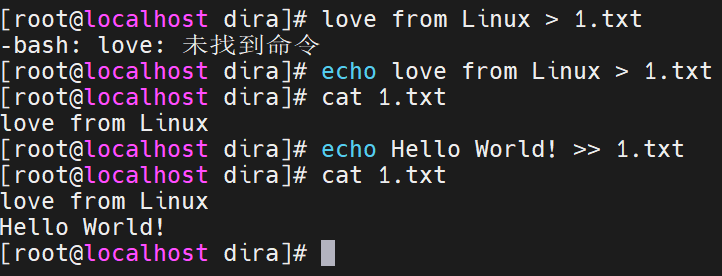 [root@localhost dira]# love from Linux > 1.txt
-bash: love: 未找到命令
[root@localhost dira]# echo love from Linux > 1.txt
[root@localhost dira]# cat 1.txt
love from Linux
[root@localhost dira]# echo Hello World! >> 1.txt
[root@localhost dira]# cat 1.txt
love from Linux
Hello World!
[root@localhost dira]#